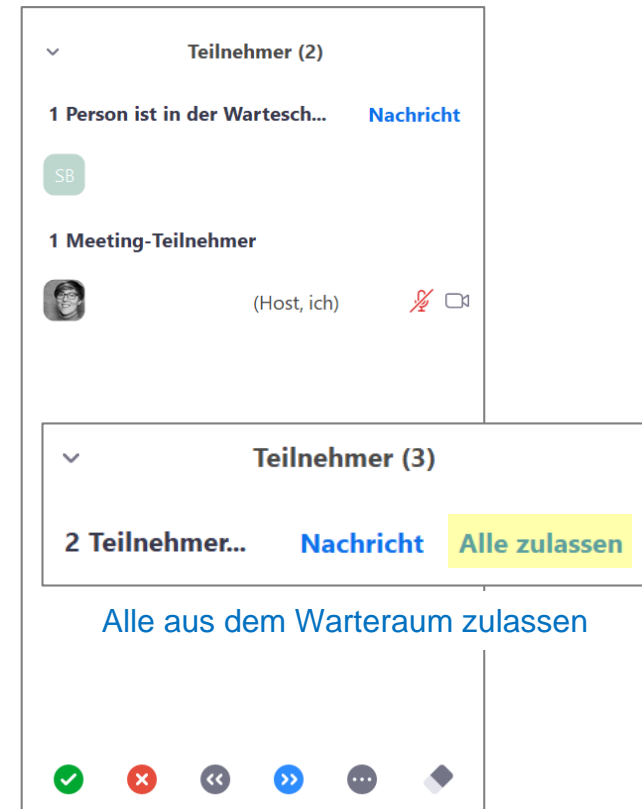 Teilnehmer (2)
1 Person ist in der Wartesch... Nachricht
SB
1 Meeting-Teilnehmer
(Host, ich)
Teilnehmer (3)
2 Teilnehmer... Nachricht Alle zulassen
Alle aus dem Warteraum zulassen